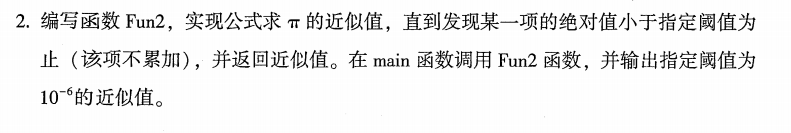 2. 编写函数 Fun2，实现公式求 π 的近似值，直到发现某一项的绝对值小于指定阈值为
止（该项不累加），并返回近似值。在 main 函数调用 Fun2 函数，并输出指定阈值为
10⁻⁶的近似值。